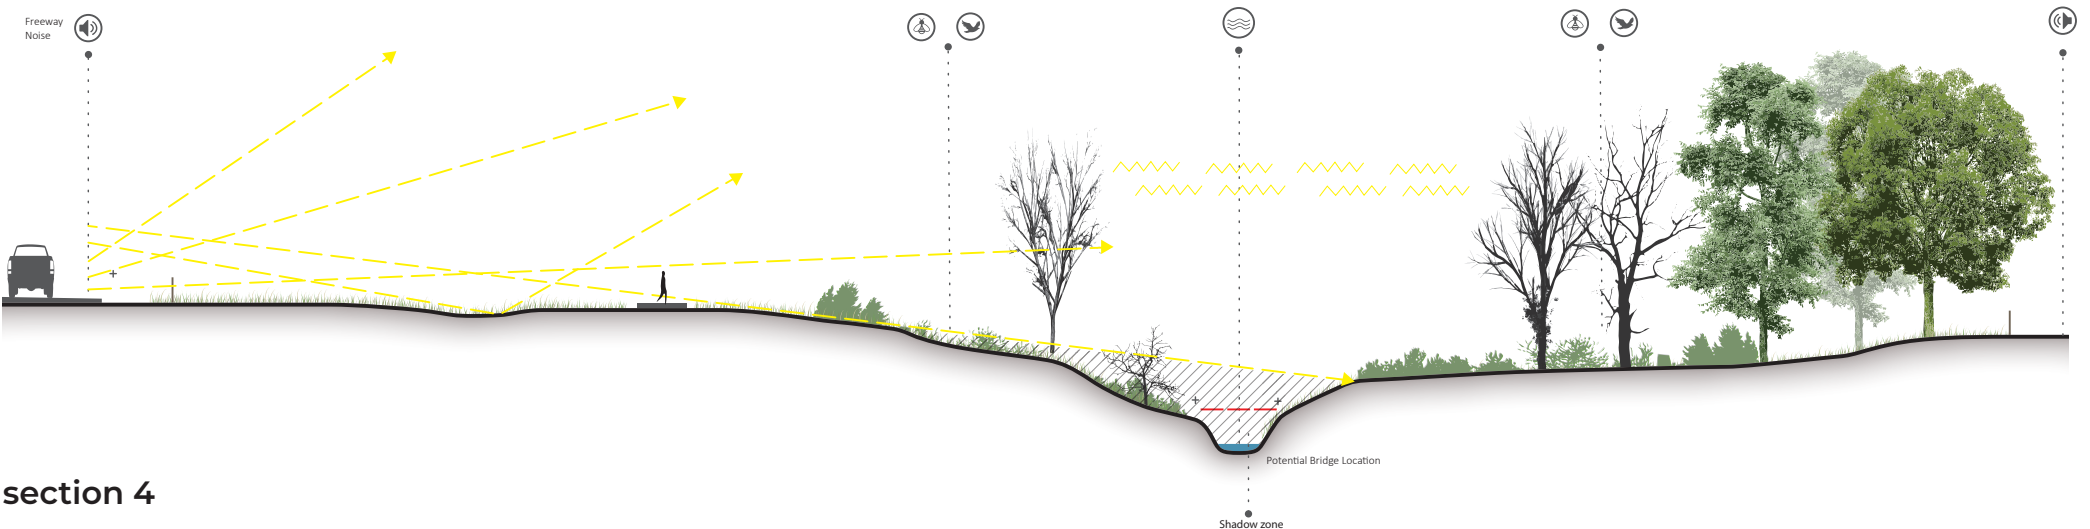 Freeway
Noise
Potential Bridge Location
section 4
Shadow zone